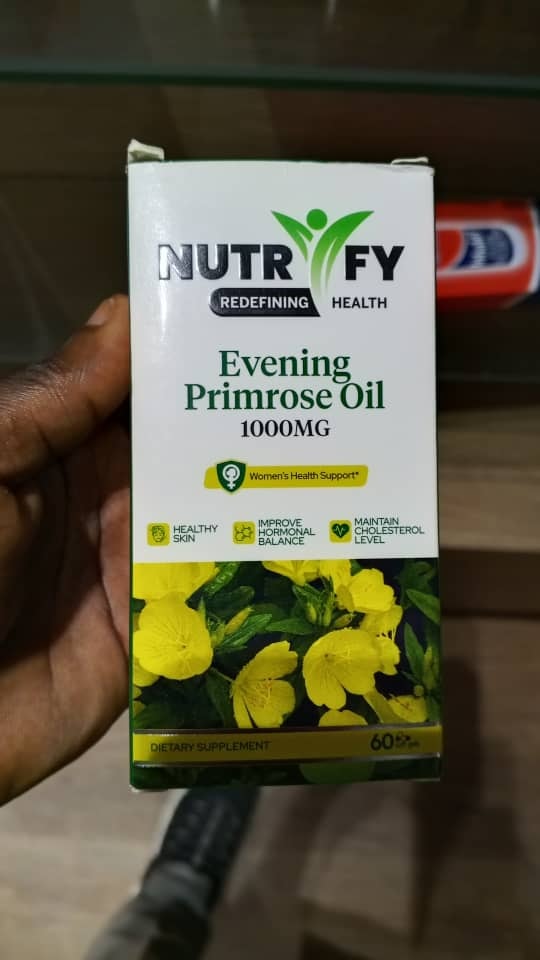 NUTRIFY
REDEFINING HEALTH
Evening
Primrose Oil
1000MG
Women's Health Support*
HEALTHY
SKIN
IMPROVE
HORMONAL
BALANCE
MAINTAIN
CHOLESTEROL
LEVEL
DIETARY SUPPLEMENT
60